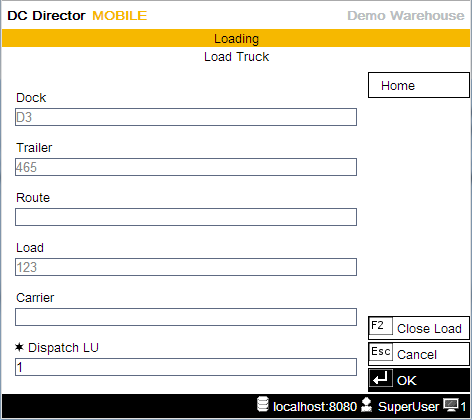 DC Director MOBILE Demo Warehouse
Loading
Load Truck
Home
Dock
D3
Trailer
465
Route
Load
123
Carrier
F2 Close Load
Esc Cancel
✶ Dispatch LU
1
OK
localhost:8080 SuperUser 1